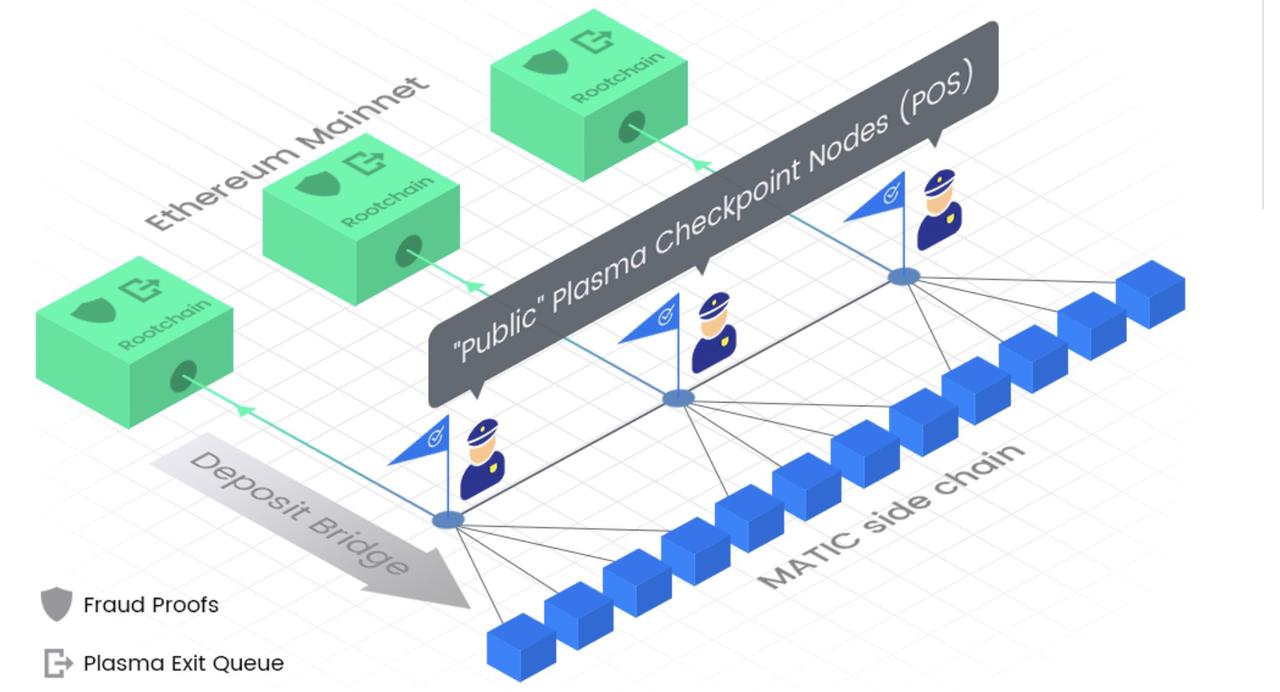 Ethereum Mainnet
Rootchain
Rootchain
Rootchain
"Public" Plasma Checkpoint Nodes (POS)
Deposit Bridge
MATIC side chain
Fraud Proofs
Plasma Exit Queue